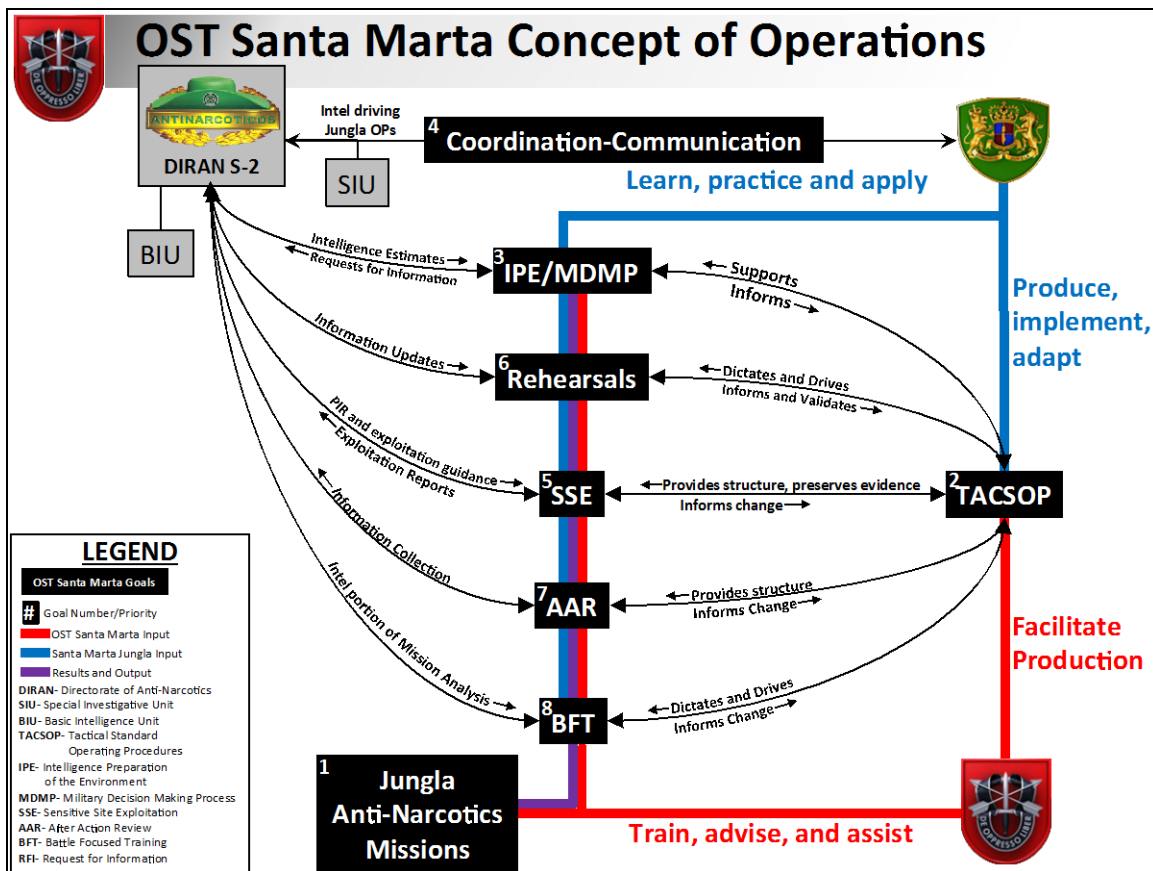 OST Santa Marta Concept of Operations
DE OPPRESSO LIBER
ANTINARCOTICOS
DIRAN S-2
Intel driving
Jungla OPs
4
Coordination-Communication
SIU
BIU
Learn, practice and apply
Intelligence Estimates
Requests for Information
3
IPE/MDMP
Supports
Informs
Produce,
implement,
adapt
Information Updates
6
Rehearsals
Dictates and Drives
Informs and Validates
PIR and exploitation guidance
Exploitation Reports
5
SSE
Provides structure, preserves evidence
Informs change
2
TACSOP
Information Collection
7
AAR
Provides structure
Informs Change
Facilitate
Production
Intel portion of Mission Analysis
8
BFT
Dictates and Drives
Informs Change
1
Jungla
Anti-Narcotics
Missions
Train, advise, and assist
DE OPPRESSO LIBER
LEGEND
OST Santa Marta Goals
# Goal Number/Priority
OST Santa Marta Input
Santa Marta Jungla Input
Results and Output
DIRAN- Directorate of Anti-Narcotics
SIU- Special Investigative Unit
BIU- Basic Intelligence Unit
TACSOP- Tactical Standard
Operating Procedures
IPE- Intelligence Preparation
of the Environment
MDMP- Military Decision Making Process
SSE- Sensitive Site Exploitation
AAR- After Action Review
BFT- Battle Focused Training
RFI- Request for Information